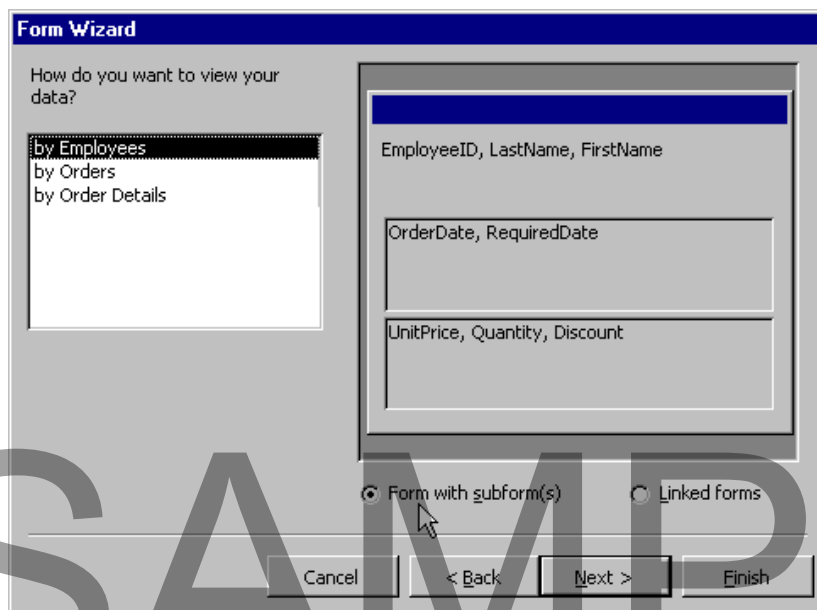 Form Wizard
How do you want to view your
data?
by Employees
by Orders
by Order Details
EmployeeID, LastName, FirstName
OrderDate, RequiredDate
UnitPrice, Quantity, Discount
Form with subform(s)
Linked forms
Cancel
< Back
Next >
Finish
SAMP